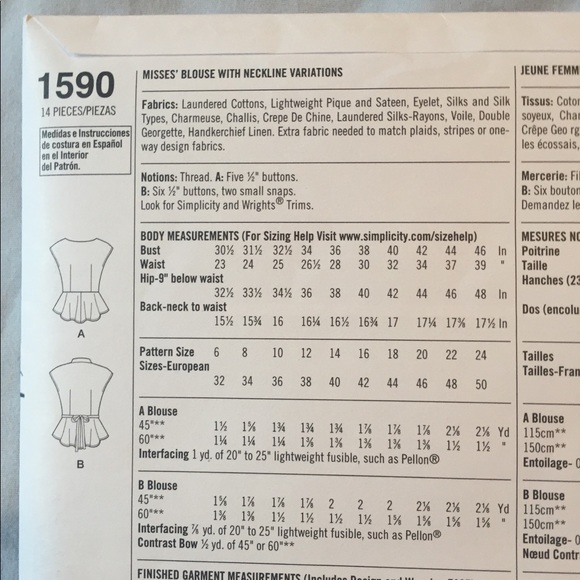 1590
14 PIECES/PIEZAS
Medidas e Instrucciones
de costura en Español
en el Interior
del Patrón.
A
B
MISSES' BLOUSE WITH NECKLINE VARIATIONS
Fabrics: Laundered Cottons, Lightweight Pique and Sateen, Eyelet, Silks and Silk
Types, Charmeuse, Challis, Crepe De Chine, Laundered Silks-Rayons, Voile, Double
Georgette, Handkerchief Linen. Extra fabric needed to match plaids, stripes or one-
way design fabrics.
Notions: Thread. A: Five ½" buttons.
B: Six ½" buttons, two small snaps.
Look for Simplicity and Wrights® Trims.
BODY MEASUREMENTS (For Sizing Help Visit www.simplicity.com/sizehelp)
Bust 30½ 31½ 32½ 34 36 38 40 42 44 46 In
Waist 23 24 25 26½ 28 30 32 34 37 39 "
Hip-9" below waist
32½ 33½ 34½ 36 38 40 42 44 46 48 In
Back-neck to waist
15½ 15¾ 16 16¼ 16½ 16¾ 17 17¼ 17⅜ 17½ In
Pattern Size 6 8 10 12 14 16 18 20 22 24
Sizes-European
32 34 36 38 40 42 44 46 48 50
A Blouse
45"** 1½ 1⅝ 1¾ 1¾ 1¾ 1⅞ 1⅞ 1⅞ 2⅛ 2⅛ Yd
60"** 1¼ 1¼ 1¼ 1⅜ 1⅜ 1⅜ 1⅜ 1⅜ 1½ 1½ "
Interfacing 1 yd. of 20" to 25" lightweight fusible, such as Pellon®
B Blouse
45"** 1⅝ 1⅞ 1⅞ 1⅞ 2 2 2 2⅛ 2⅛ 2⅛ Yd
60"** 1⅜ 1⅜ 1½ 1½ 1½ 1½ 1⅝ 1⅝ 1⅝ 1⅝ "
Interfacing ⅞ yd. of 20" to 25" lightweight fusible, such as Pellon®
Contrast Bow ½ yd. of 45" or 60"**
FINISHED GARMENT MEASUREMENTS (Includes Design and
JEUNE FEMM
Tissus: Coton
soyeux, Cha
Crêpe Geo rg
les écossais,
Mercerie: Fi
B: Six bouton
Demandez le
MESURES NO
Poitrine
Taille
Hanches (23
Dos (encolu
Tailles
Tailles-Fran
A Blouse
115cm**
150cm**
Entoilage- 0
B Blouse
115cm**
150cm**
Entoilage- 0
Nœud Contr